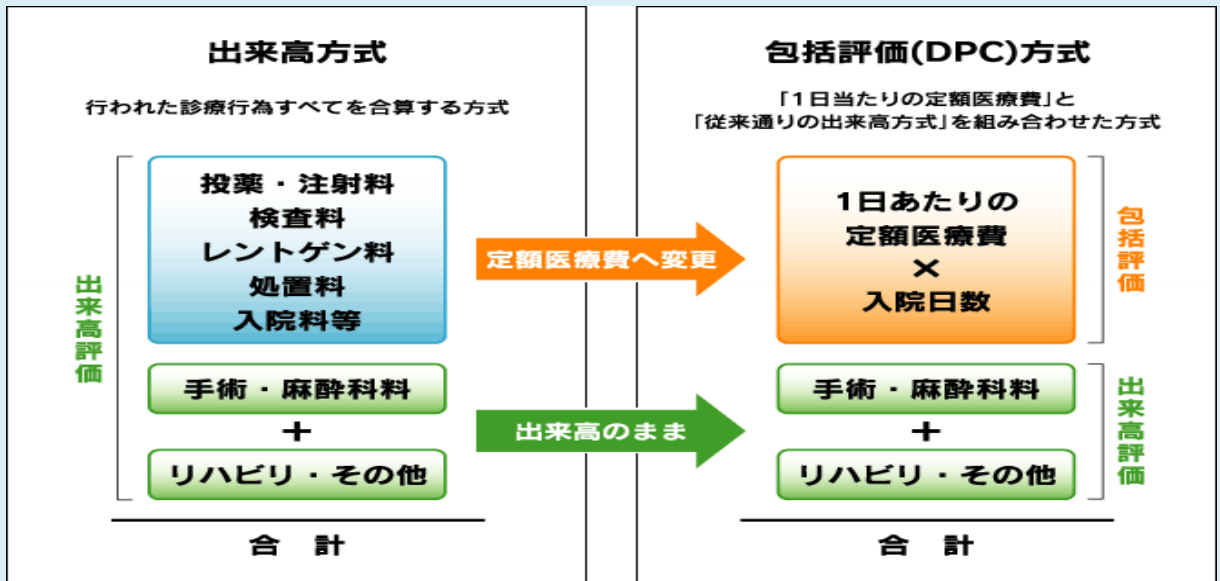 出来高方式
行われた診療行為すべてを合算する方式
出来高評価
投薬・注射料
検査料
レントゲン料
処置料
入院料等
手術・麻酔科料
+
リハビリ・その他
合 計
定額医療費へ変更
出来高のまま
包括評価(DPC)方式
「1日当たりの定額医療費」と
「従来通りの出来高方式」を組み合わせた方式
1日あたりの
定額医療費
×
入院日数
包括評価
手術・麻酔科料
+
リハビリ・その他
出来高評価
合 計